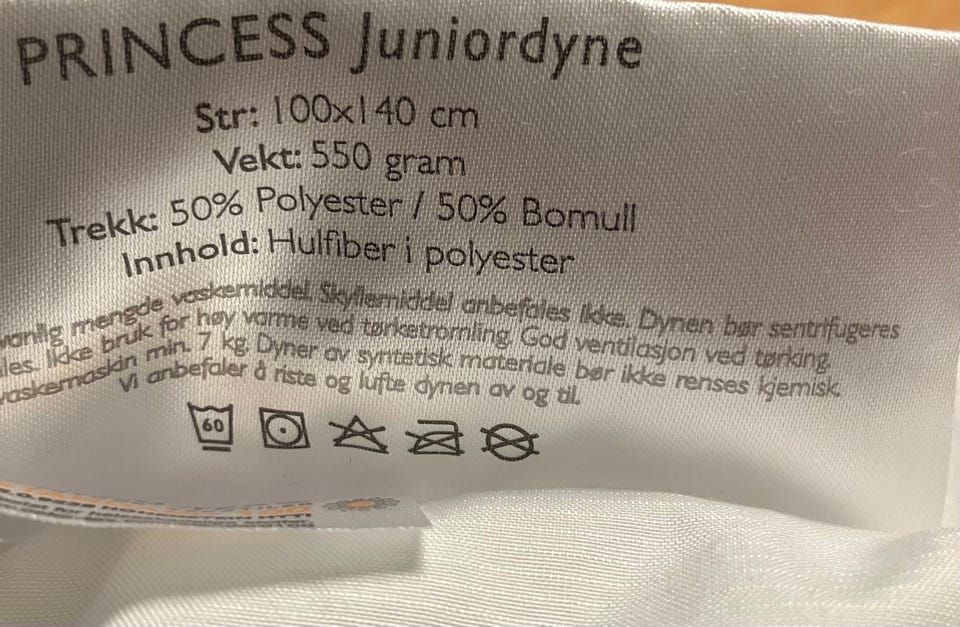 PRINCESS Juniordyne
Str: 100x140 cm
Vekt: 550 gram
Trekk: 50% Polyester / 50% Bomull
Innhold: Hulfiber i polyester
vanlig mengde vaskemiddel. Skyllemiddel anbefales ikke. Dynen bør sentrifugeres
les. Ikke bruk for høy varme ved tørketromling. God ventilasjon ved tørking.
vaskemaskin min. 7 kg. Dyner av syntetisk materiale bør ikke renses kjemisk.
Vi anbefaler å riste og lufte dynen av og til.
60